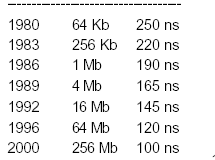 --------------------------------------
1980 64 Kb 250 ns
1983 256 Kb 220 ns
1986 1 Mb 190 ns
1989 4 Mb 165 ns
1992 16 Mb 145 ns
1996 64 Mb 120 ns
2000 256 Mb 100 ns